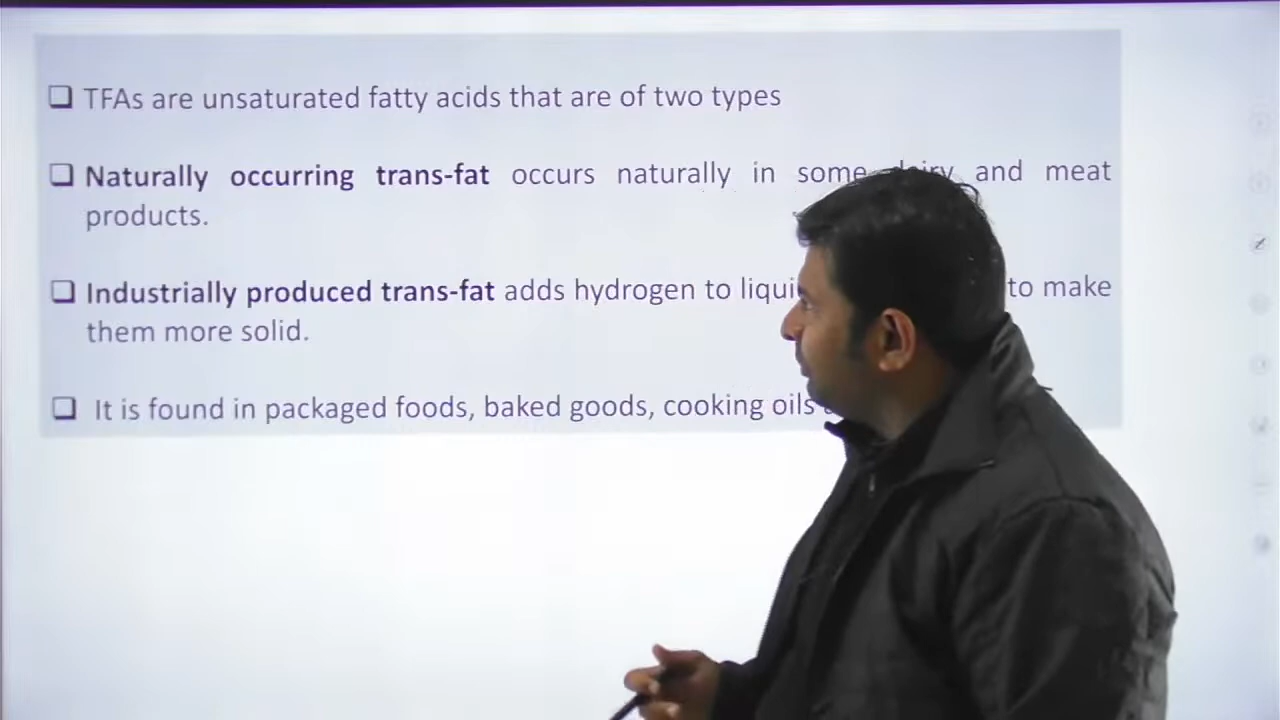 TFAs are unsaturated fatty acids that are of two types
Naturally occurring trans-fat occurs naturally in some dairy and meat
products.
Industrially produced trans-fat adds hydrogen to to make
them more solid.
It is found in packaged foods, baked goods, cooking oils